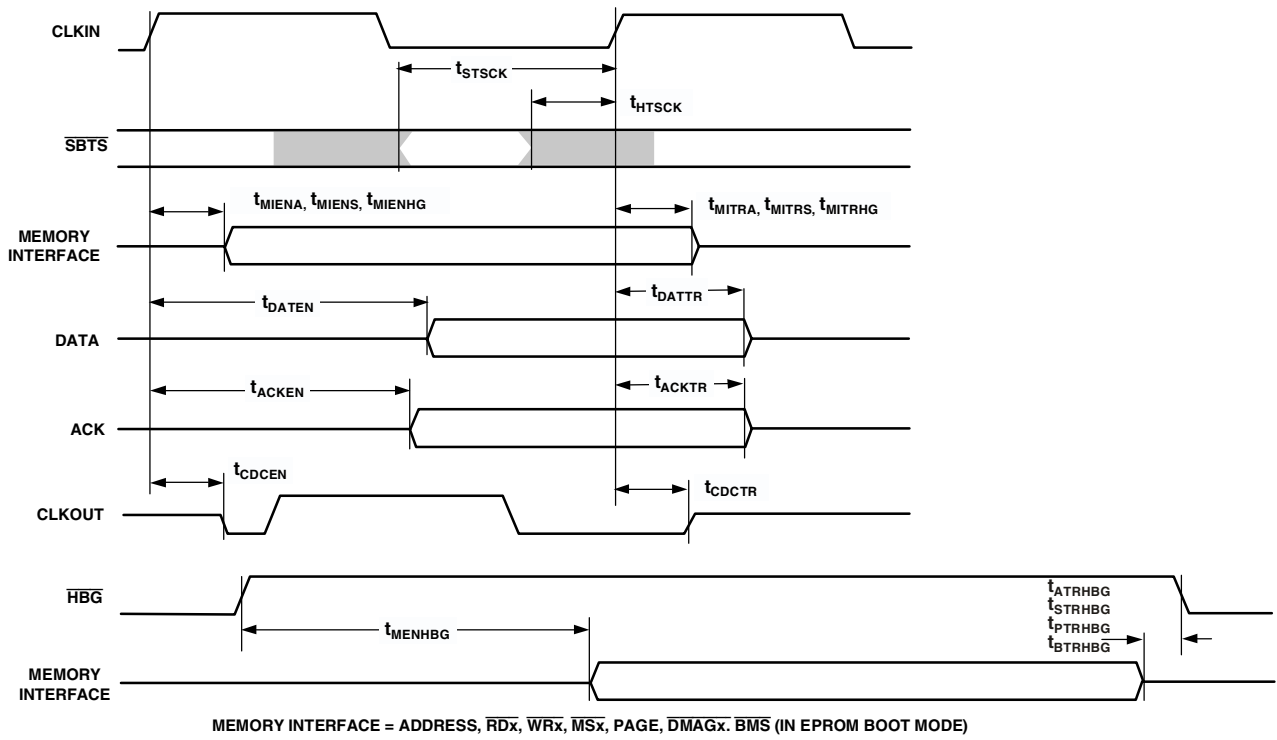 CLKIN
tSTSCK
tHTSCK
SBTS
tMIENA, tMIENS, tMIENHG
tMITRA, tMITRS, tMITRHG
MEMORY
INTERFACE
tDATEN
tDATTR
DATA
tACKEN
tACKTR
ACK
tCDCEN
tCDCTR
CLKOUT
HBG
tATRHBG
tSTRHBG
tPTRHBG
tBTRHBG
tMENHBG
MEMORY
INTERFACE
MEMORY INTERFACE = ADDRESS, RDx, WRx, MSx, PAGE, DMAGx. BMS (IN EPROM BOOT MODE)